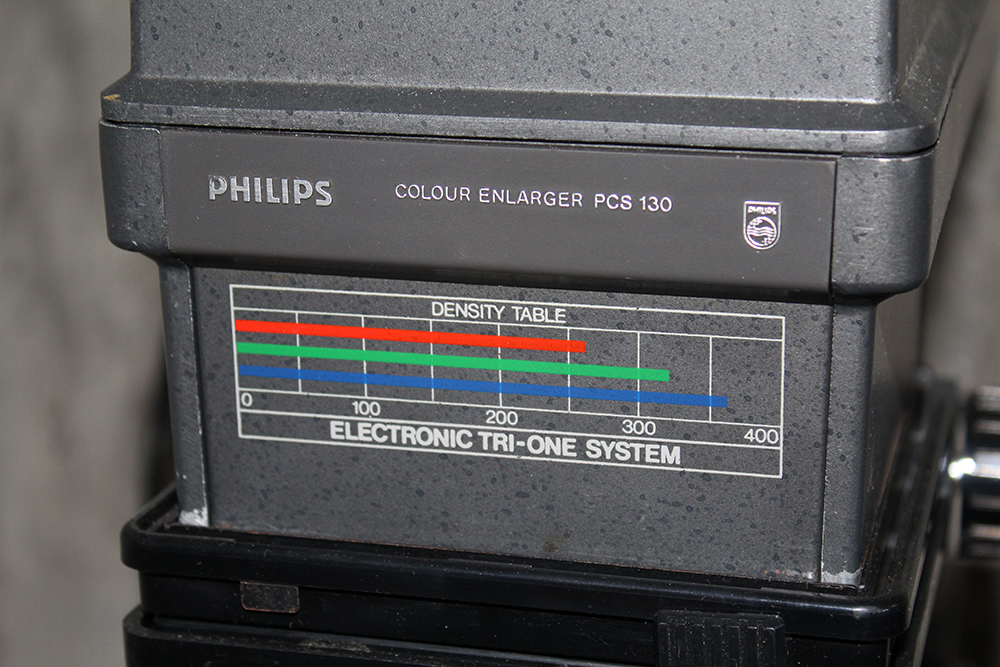 PHILIPS COLOUR ENLARGER PCS 130
PHILIPS
DENSITY TABLE
0 100 200 300 400
ELECTRONIC TRI-ONE SYSTEM